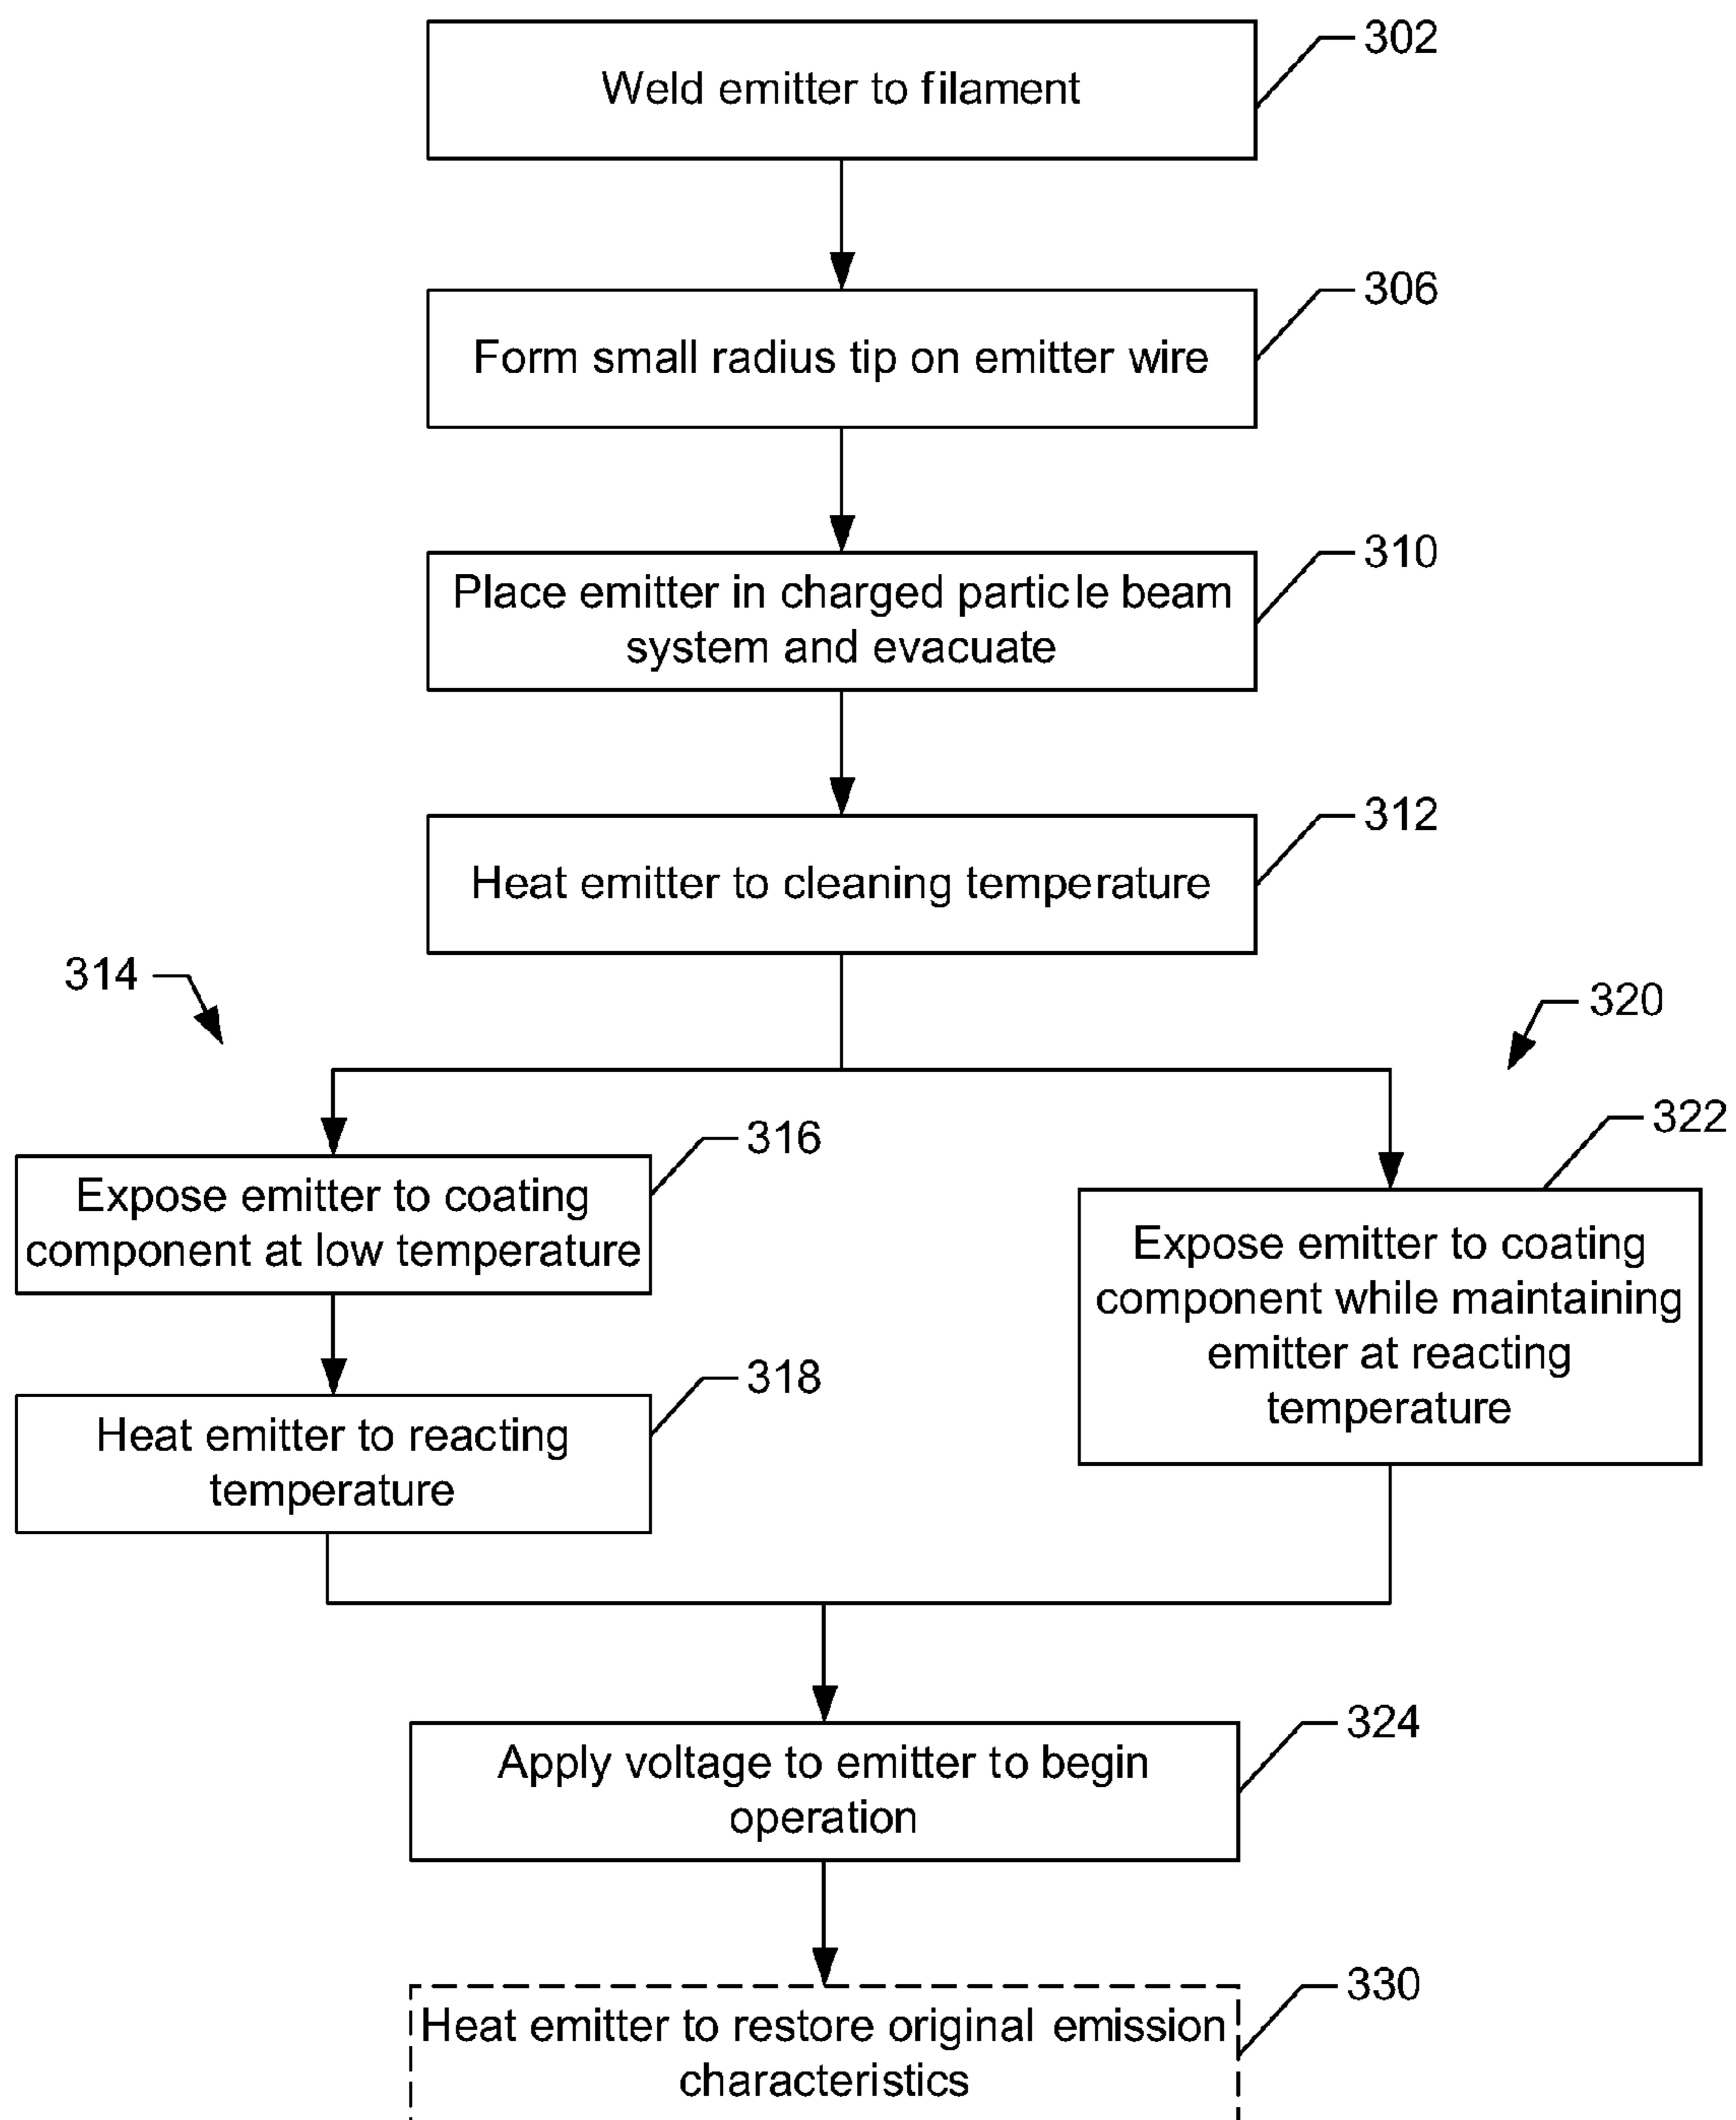 302
Weld emitter to filament
306
Form small radius tip on emitter wire
310
Place emitter in charged particle beam
system and evacuate
312
Heat emitter to cleaning temperature
314
320
316
322
Expose emitter to coating
component at low temperature
Expose emitter to coating
component while maintaining
emitter at reacting
temperature
318
Heat emitter to reacting
temperature
324
Apply voltage to emitter to begin
operation
330
Heat emitter to restore original emission
characteristics